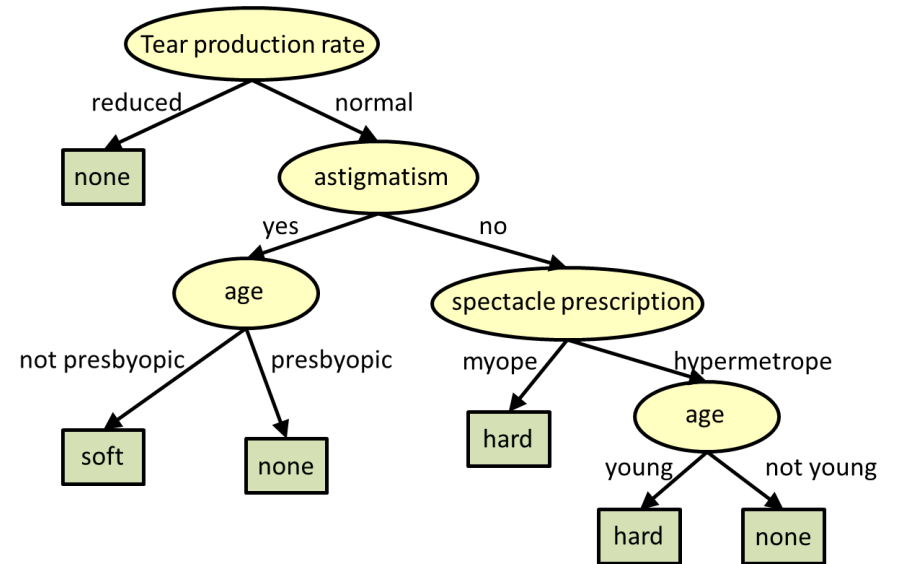 Tear production rate
reduced
normal
none
astigmatism
yes
no
age
spectacle prescription
not presbyopic
presbyopic
myope
hypermetrope
soft
none
hard
age
young
not young
hard
none